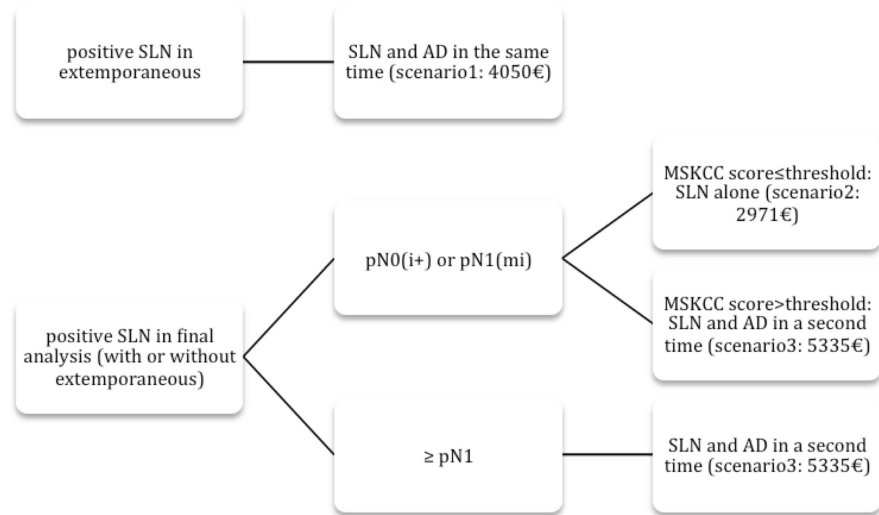 positive SLN in
extemporaneous
SLN and AD in the same
time (scenario1: 4050€)
MSKCC score≤threshold:
SLN alone (scenario2:
2971€)
pN0(i+) or pN1(mi)
MSKCC score>threshold:
SLN and AD in a second
time (scenario3: 5335€)
positive SLN in final
analysis (with or without
extemporaneous)
≥ pN1
SLN and AD in a second
time (scenario3: 5335€)